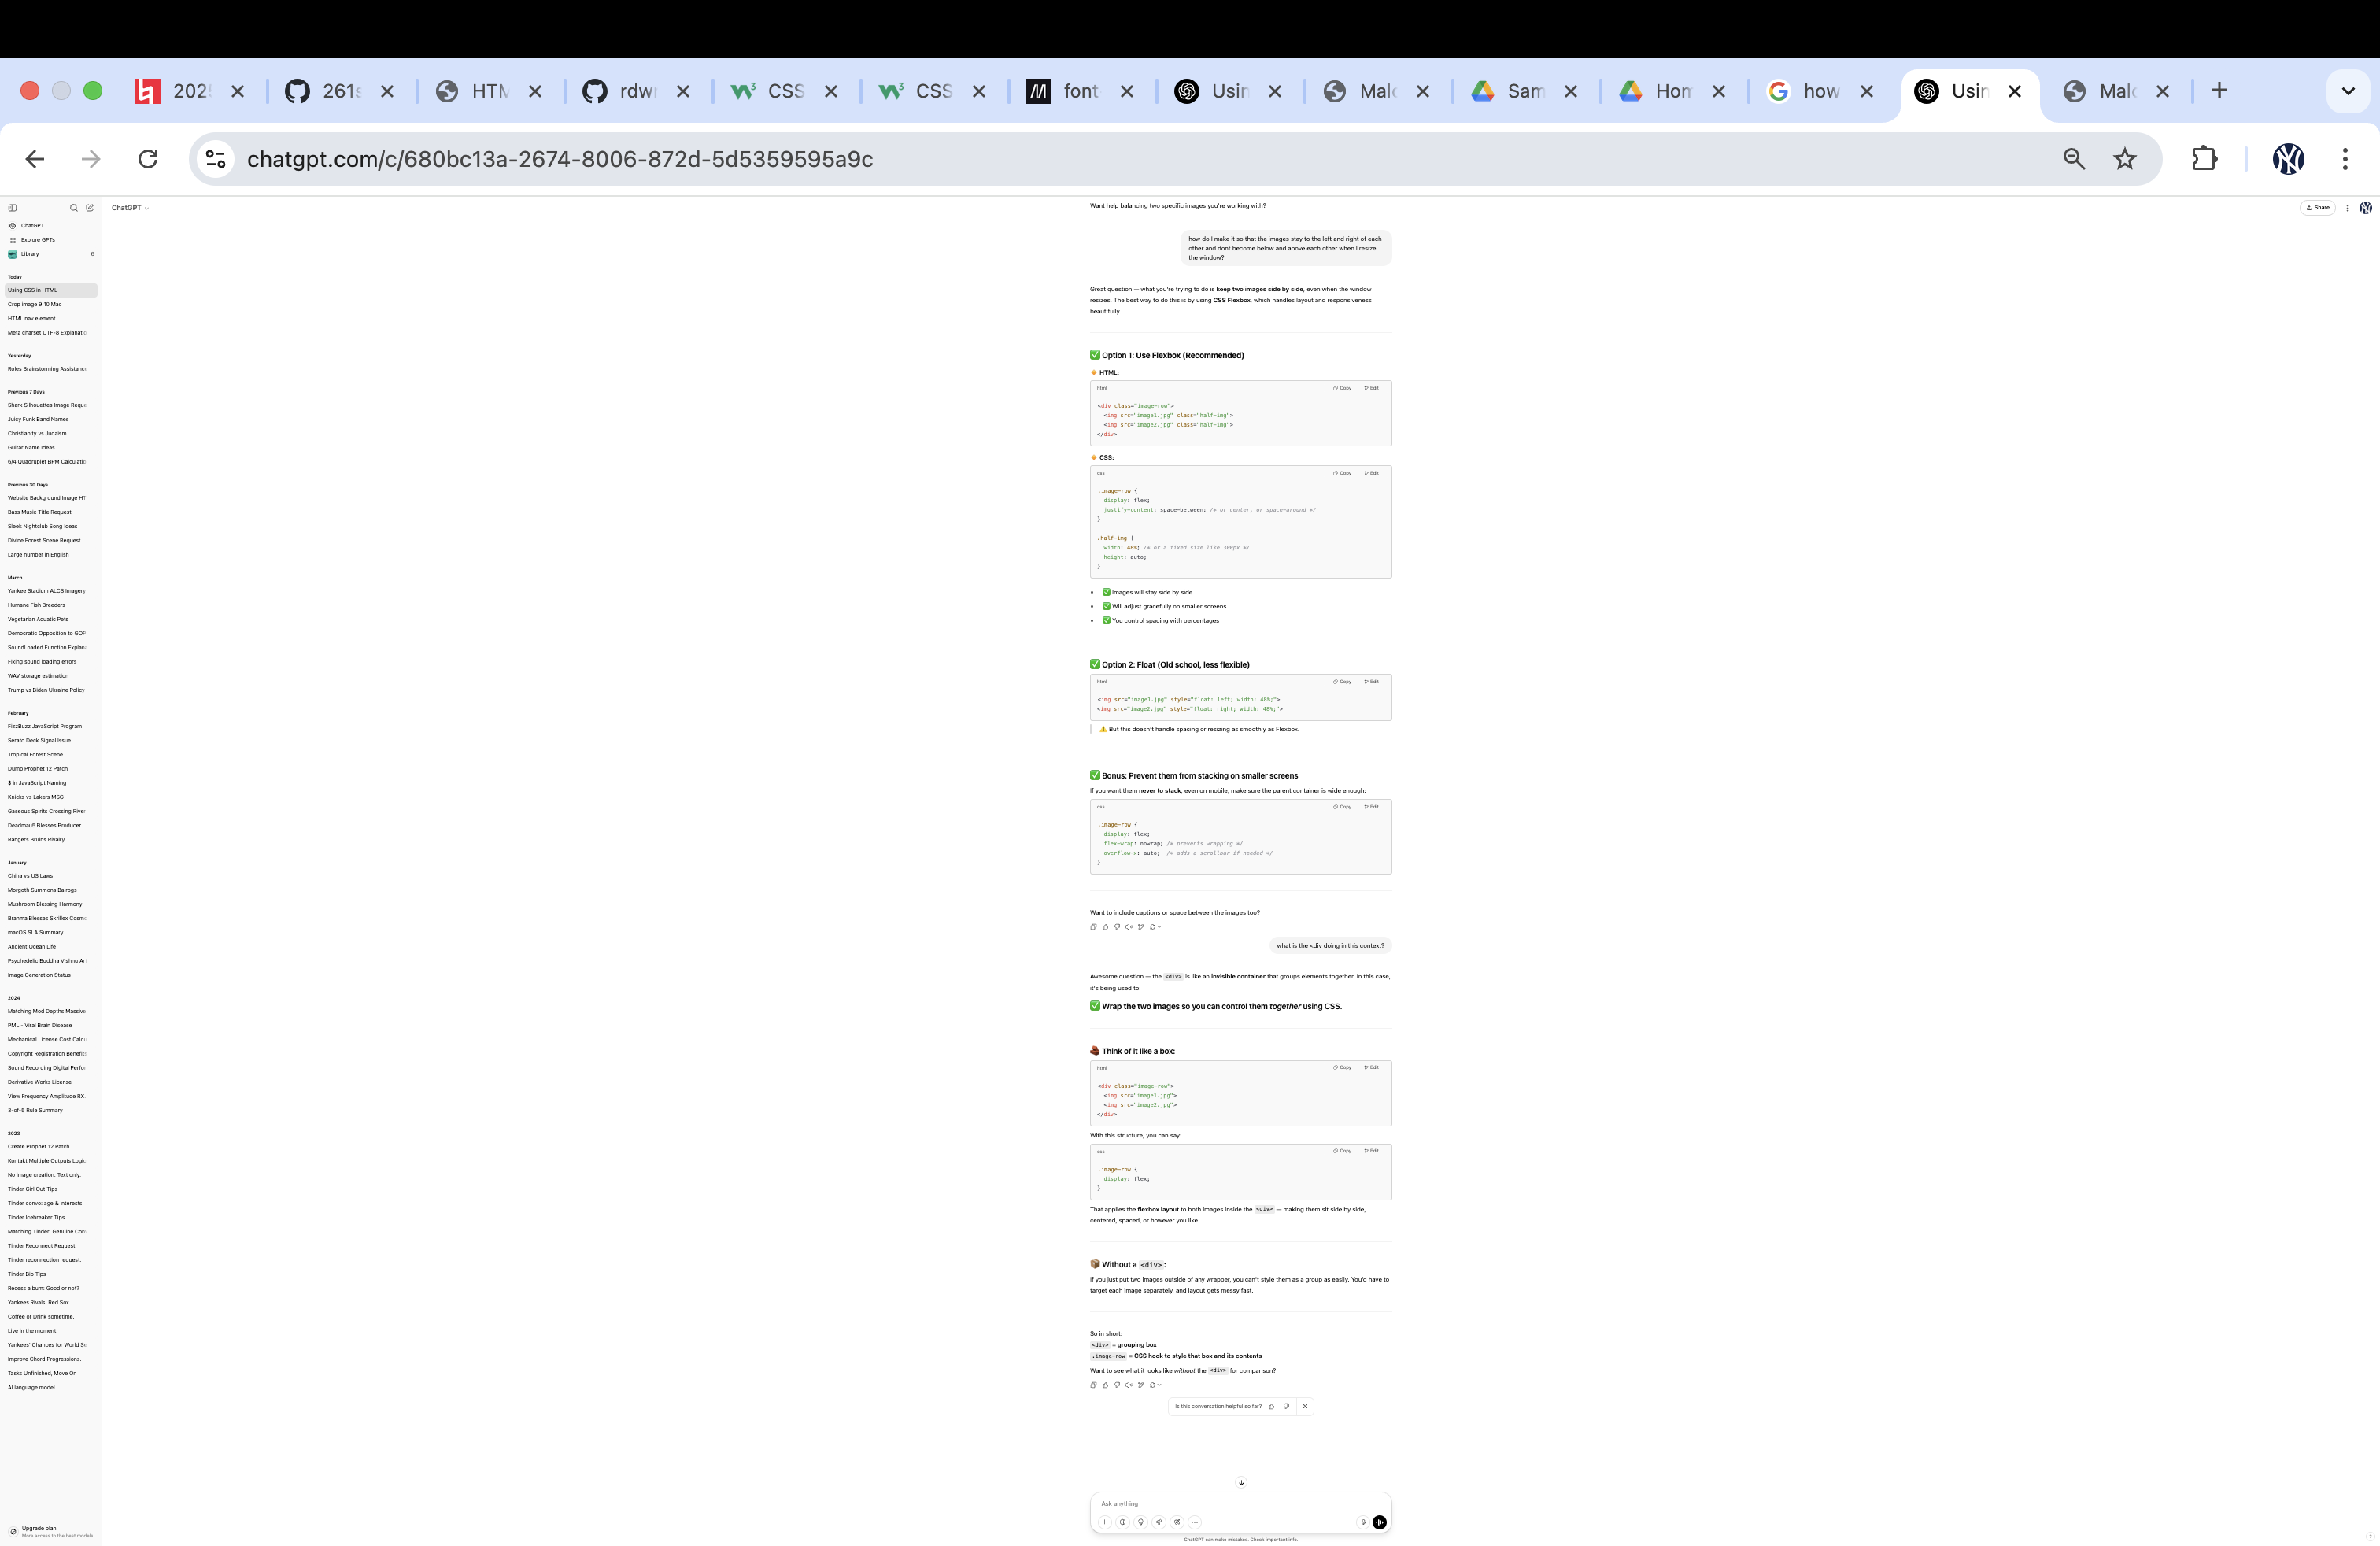 202
261s
HTM
rdwr
CSS
CSS
font
Usin
Malc
Sam
Hom
how
Usin
Malc
chatgpt.com/c/680bc13a-2674-8006-872d-5d5359595a9c
ChatGPT
Explore GPTs
Library 6
Today
Using CSS in HTML
Crop image 9:10 Mac
HTML nav element
Meta charset UTF-8 Explanatio
Yesterday
Roles Brainstorming Assistance
Previous 7 Days
Shark Silhouettes Image Reque
Juicy Funk Band Names
Christianity vs Judaism
Guitar Name Ideas
6/4 Quadruplet BPM Calculatio
Previous 30 Days
Website Background Image HT
Bass Music Title Request
Sleek Nightclub Song Ideas
Divine Forest Scene Request
Large number in English
March
Yankee Stadium ALCS Imagery
Humane Fish Breeders
Vegetarian Aquatic Pets
Democratic Opposition to GOP
SoundLoaded Function Explana
Fixing sound loading errors
WAV storage estimation
Trump vs Biden Ukraine Policy
February
FizzBuzz JavaScript Program
Serato Deck Signal Issue
Tropical Forest Scene
Dump Prophet 12 Patch
$ in JavaScript Naming
Knicks vs Lakers MSG
Gaseous Spirits Crossing River
Deadmau5 Blesses Producer
Rangers Bruins Rivalry
January
China vs US Laws
Morgoth Summons Balrogs
Mushroom Blessing Harmony
Brahma Blesses Skrillex Cosmo
macOS SLA Summary
Ancient Ocean Life
Psychedelic Buddha Vishnu Ar
Image Generation Status
2024
Matching Mod Depths Massive
PML - Viral Brain Disease
Mechanical License Cost Calcu
Copyright Registration Benefits
Sound Recording Digital Perfor
Derivative Works License
View Frequency Amplitude RX.
3-of-5 Rule Summary
2023
Create Prophet 12 Patch
Kontakt Multiple Outputs Logic
No image creation. Text only.
Tinder Girl Out Tips
Tinder convo: age & interests
Tinder Icebreaker Tips
Matching Tinder: Genuine Con
Tinder Reconnect Request
Tinder reconnection request.
Tinder Bio Tips
Recess album: Good or not?
Yankees Rivals: Red Sox
Coffee or Drink sometime.
Live in the moment.
Yankees' Chances for World Se
Improve Chord Progressions.
Tasks Unfinished, Move On
AI language model.
Upgrade plan
More access to the best models
ChatGPT
Share
Want help balancing two specific images you're working with?
how do I make it so that the images stay to the left and right of each
other and dont become below and above each other when I resize
the window?
Great question — what you're trying to do is keep two images side by side, even when the window
resizes. The best way to do this is by using CSS Flexbox, which handles layout and responsiveness
beautifully.
Option 1: Use Flexbox (Recommended)
HTML:
html Copy Edit
<div class="image-row">
<img src="image1.jpg" class="half-img">
<img src="image2.jpg" class="half-img">
</div>
CSS:
css Copy Edit
.image-row {
display: flex;
justify-content: space-between; /* or center, or space-around */
}
.half-img {
width: 48%; /* or a fixed size like 300px */
height: auto;
}
Images will stay side by side
Will adjust gracefully on smaller screens
You control spacing with percentages
Option 2: Float (Old school, less flexible)
html Copy Edit
<img src="image1.jpg" style="float: left; width: 48%;">
<img src="image2.jpg" style="float: right; width: 48%;">
But this doesn't handle spacing or resizing as smoothly as Flexbox.
Bonus: Prevent them from stacking on smaller screens
If you want them never to stack, even on mobile, make sure the parent container is wide enough:
css Copy Edit
.image-row {
display: flex;
flex-wrap: nowrap; /* prevents wrapping */
overflow-x: auto; /* adds a scrollbar if needed */
}
Want to include captions or space between the images too?
what is the <div doing in this context?
Awesome question — the <div> is like an invisible container that groups elements together. In this case,
it's being used to:
Wrap the two images so you can control them together using CSS.
Think of it like a box:
html Copy Edit
<div class="image-row">
<img src="image1.jpg">
<img src="image2.jpg">
</div>
With this structure, you can say:
css Copy Edit
.image-row {
display: flex;
}
That applies the flexbox layout to both images inside the <div> — making them sit side by side,
centered, spaced, or however you like.
Without a <div>:
If you just put two images outside of any wrapper, you can't style them as a group as easily. You'd have to
target each image separately, and layout gets messy fast.
So in short:
<div> = grouping box
.image-row = CSS hook to style that box and its contents
Want to see what it looks like without the <div> for comparison?
Is this conversation helpful so far?
Ask anything
ChatGPT can make mistakes. Check important info.
?